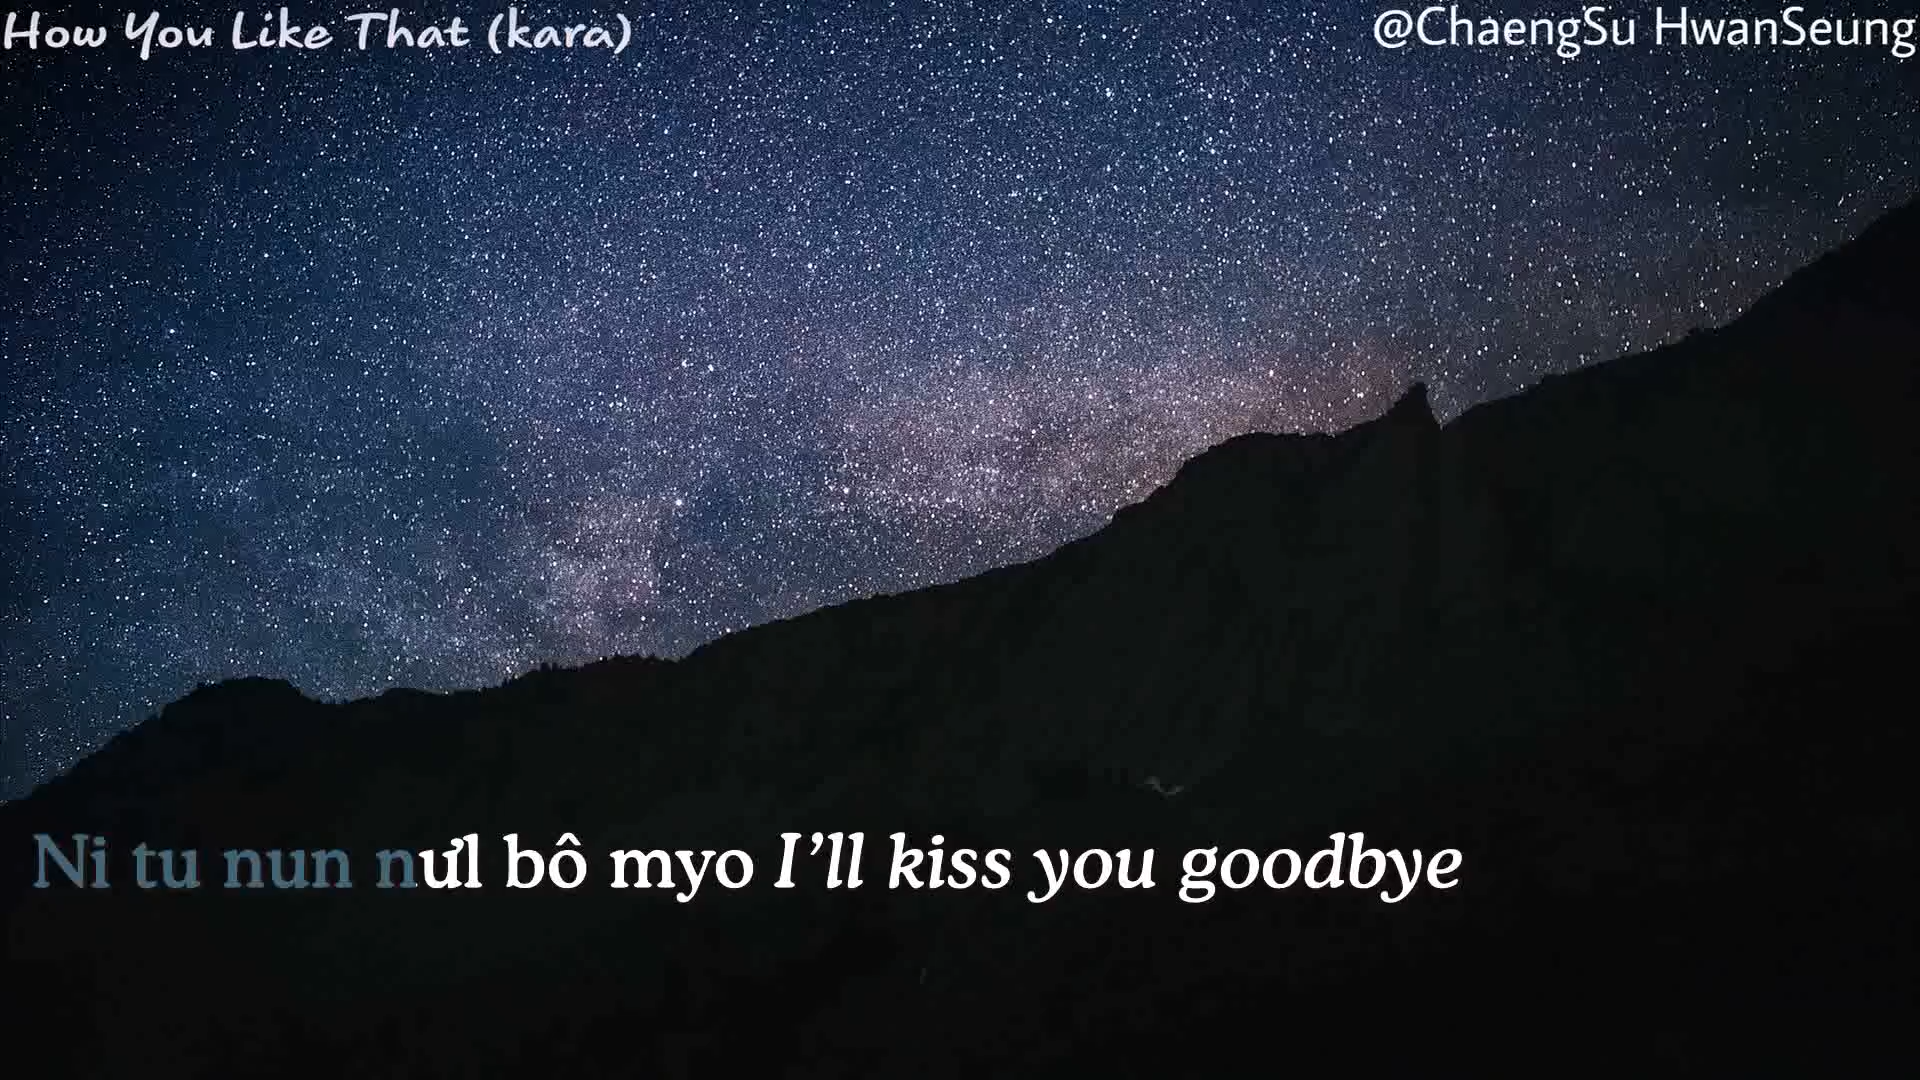 How You Like That (kara)
@ChaengSu HwanSeung
Ni tu nun nưl bô myo I’ll kiss you goodbye